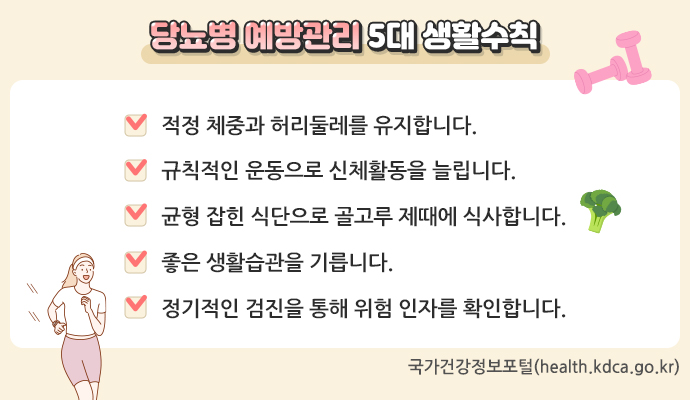 당뇨병 예방관리 5대 생활수칙
적정 체중과 허리둘레를 유지합니다.
규칙적인 운동으로 신체활동을 늘립니다.
균형 잡힌 식단으로 골고루 제때에 식사합니다.
좋은 생활습관을 기릅니다.
정기적인 검진을 통해 위험 인자를 확인합니다.
국가건강정보포털(health.kdca.go.kr)